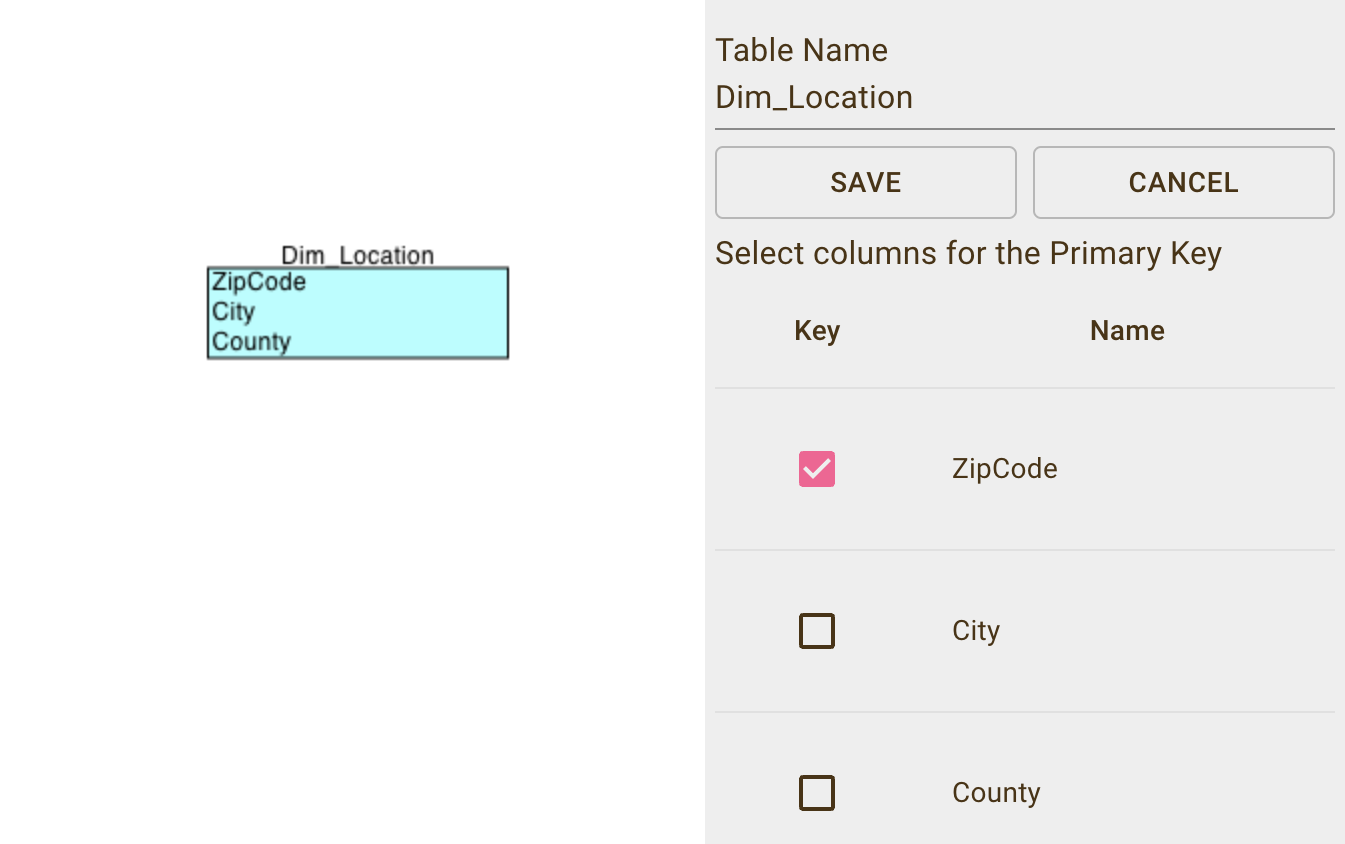 Dim_Location
ZipCode
City
County
Table Name
Dim_Location
SAVE CANCEL
Select columns for the Primary Key
Key Name
ZipCode
City
County